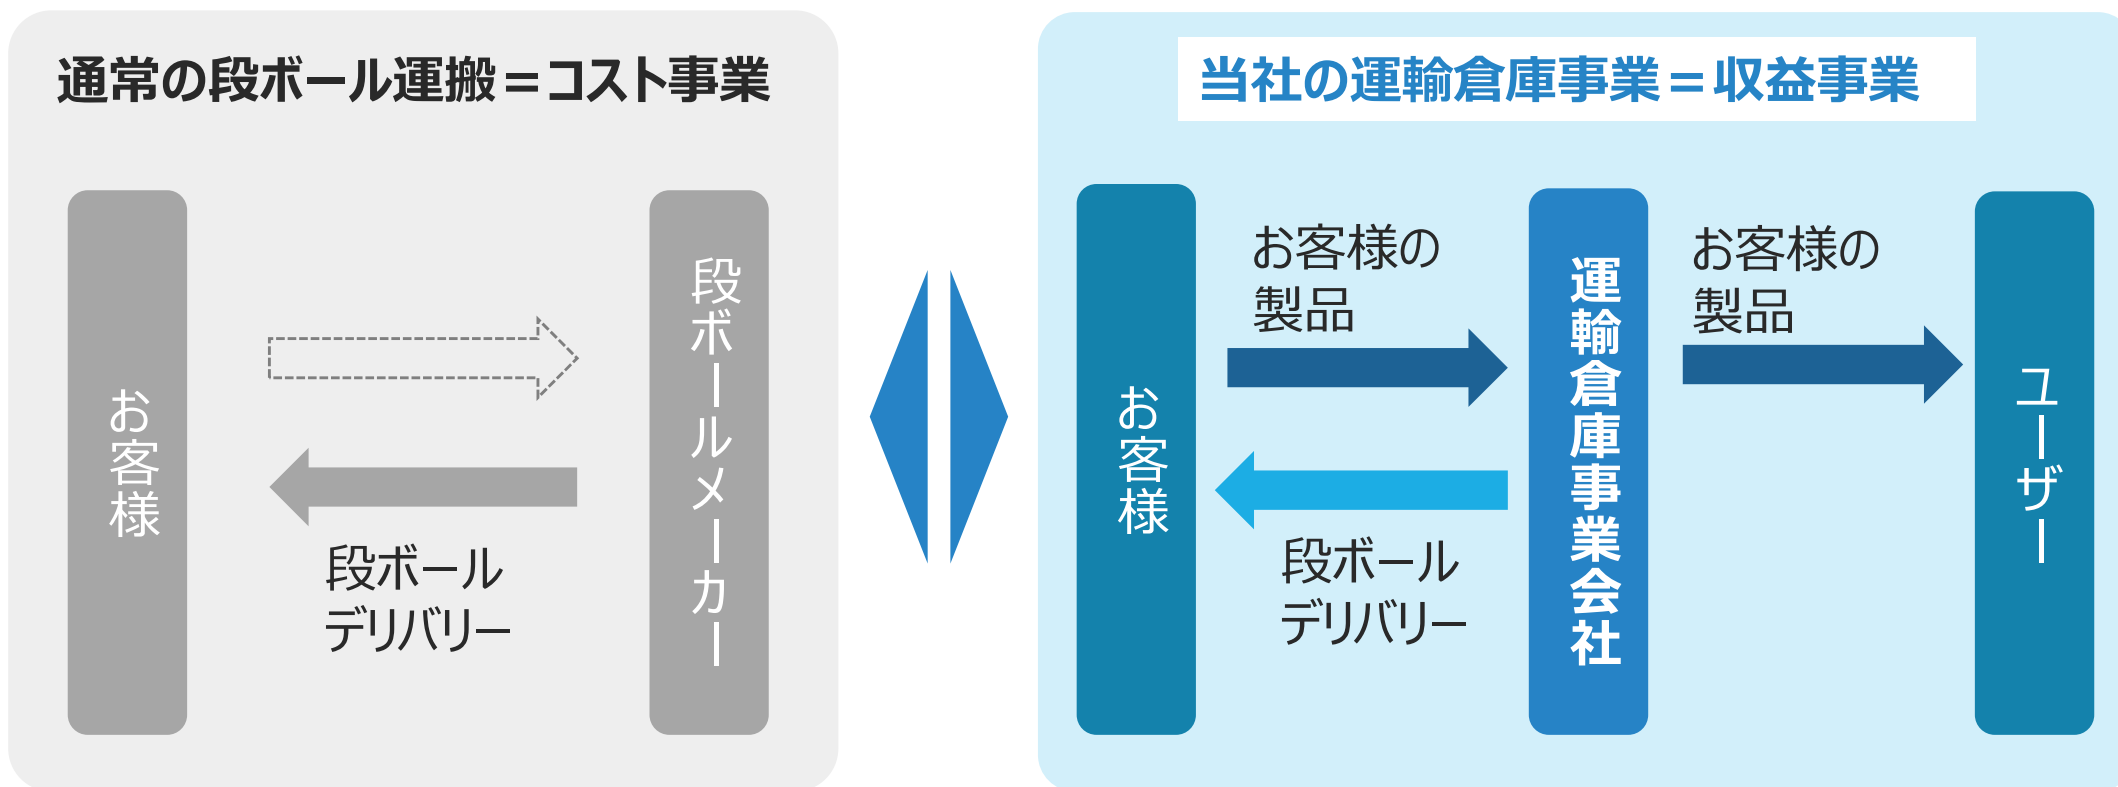 通常の段ボール運搬＝コスト事業
お客様
段ボールメーカー
段ボール
デリバリー
当社の運輸倉庫事業＝収益事業
お客様
お客様の
製品
段ボール
デリバリー
運輸倉庫事業会社
お客様の
製品
ユーザー